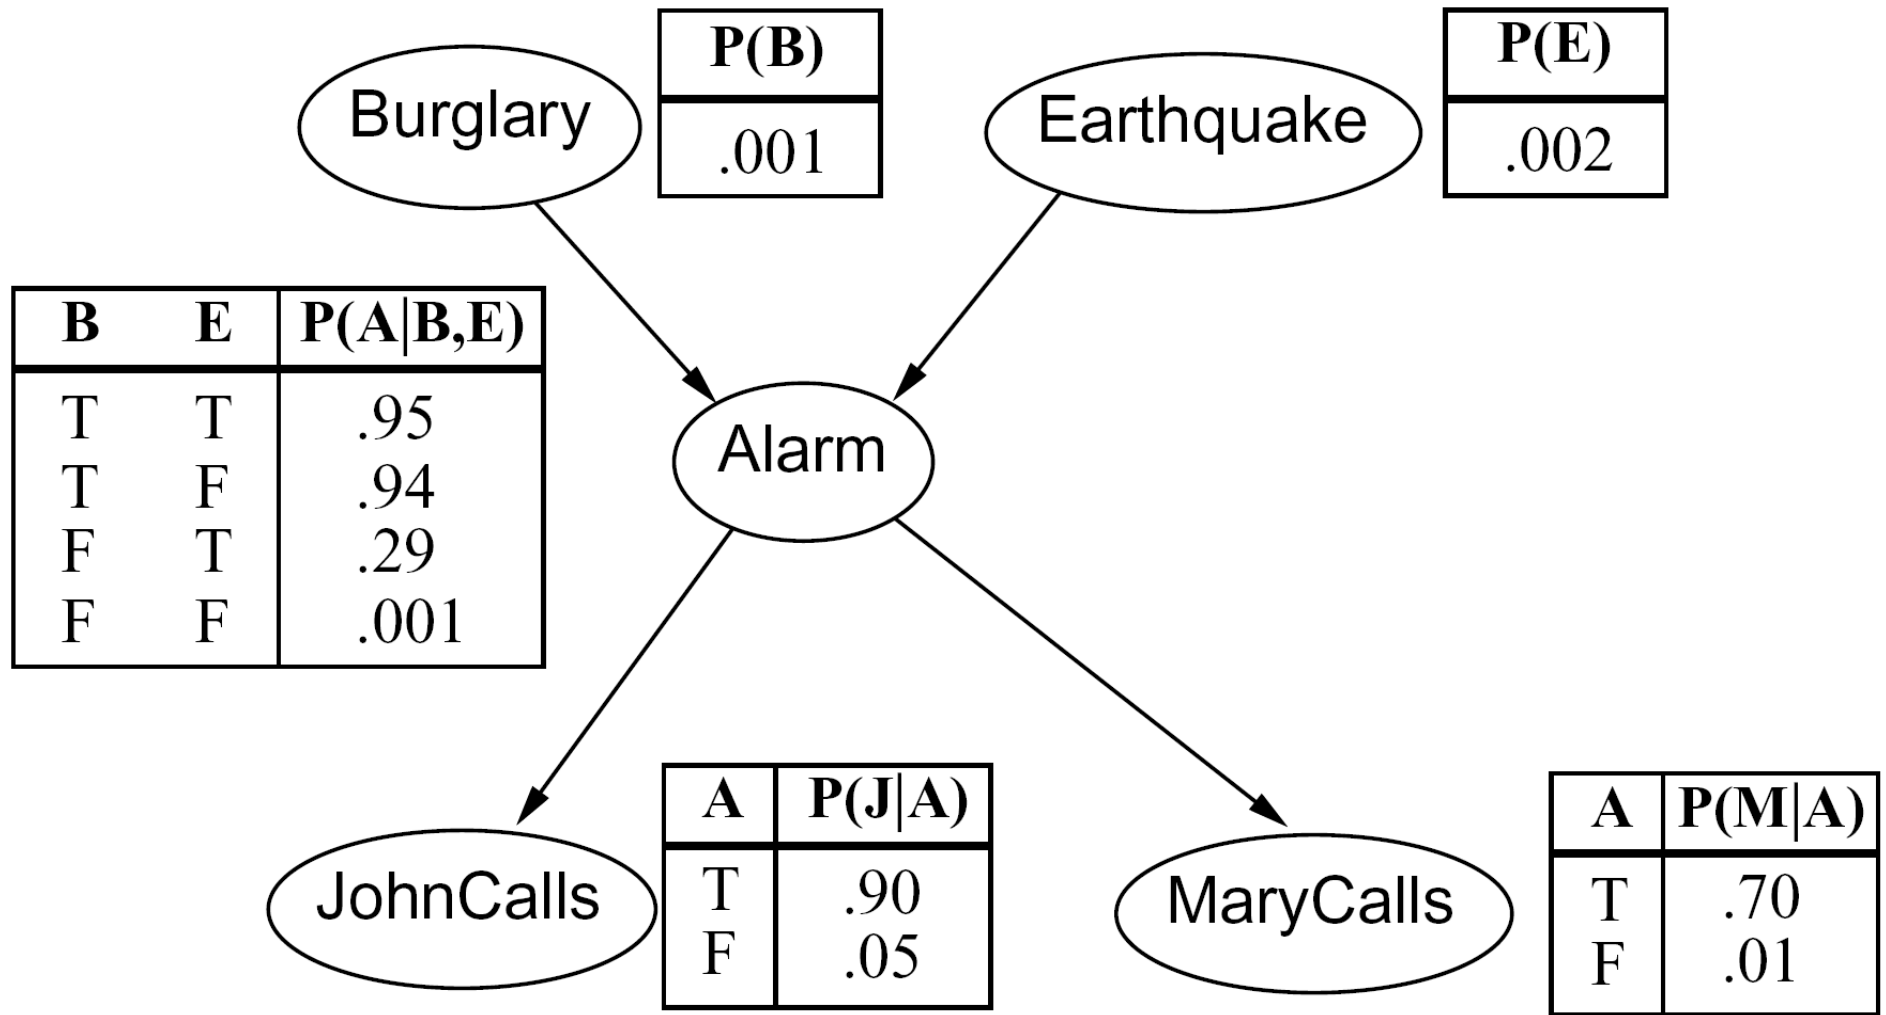 Burglary
P(B)
.001
Earthquake
P(E)
.002
B E P(A|B,E)
T T .95
T F .94
F T .29
F F .001
Alarm
JohnCalls
A P(J|A)
T .90
F .05
MaryCalls
A P(M|A)
T .70
F .01